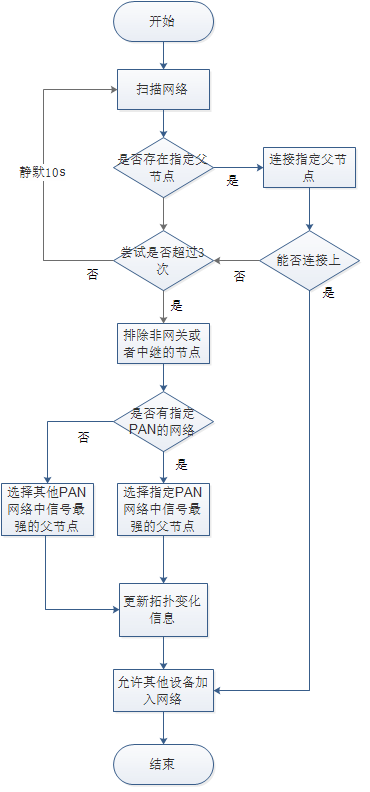 开始
扫描网络
是否存在指定父
节点
是
连接指定父节
点
静默10s
尝试是否超过3
次
否
否
能否连接上
是
是
排除非网关或
者中继的节点
是否有指定
PAN的网络
否
是
选择其他PAN
网络中信号最
强的父节点
选择指定PAN
网络中信号最
强的父节点
更新拓扑变化
信息
允许其他设备加
入网络
结束